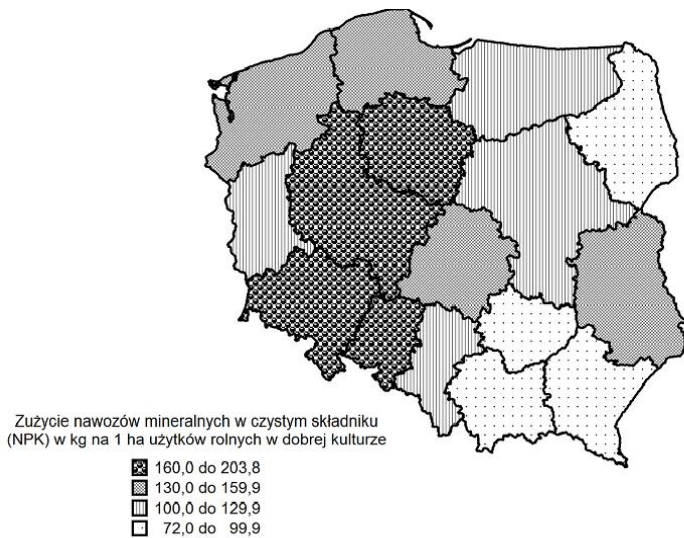 Zużycie nawozów mineralnych w czystym składniku
(NPK) w kg na 1 ha użytków rolnych w dobrej kulturze
160,0 do 203,8
130,0 do 159,9
100,0 do 129,9
72,0 do 99,9